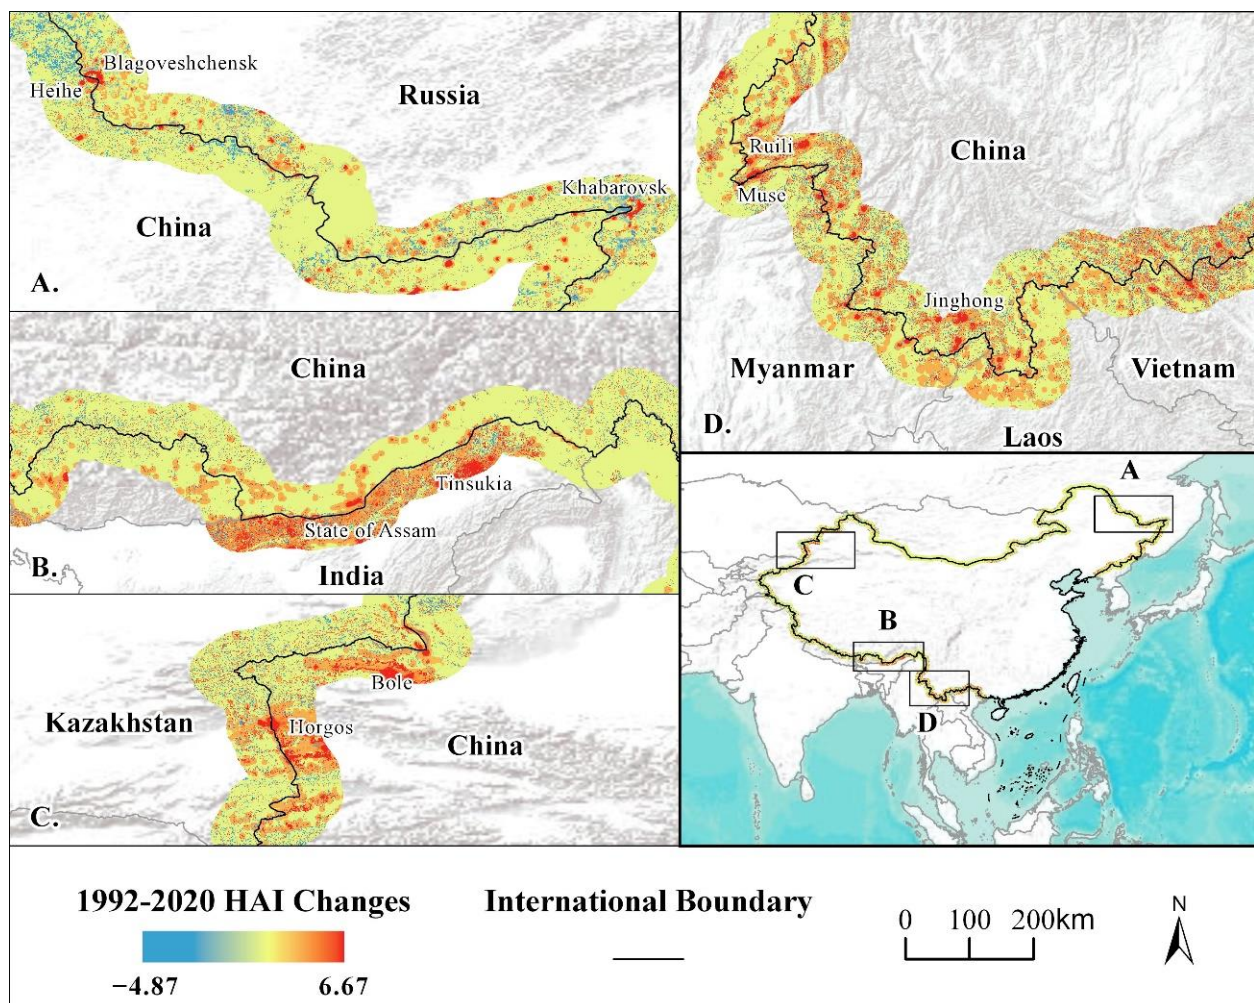 Blagoveshchensk
Heihe
Russia
Khabarovsk
China
A.
China
Tinsukia
State of Assam
India
B.
Bole
Kazakhstan
Horgos
China
C.
Ruili
China
Muse
Jinghong
Myanmar
Vietnam
D.
Laos
A
C
B
D
1992-2020 HAI Changes
−4.87 6.67
International Boundary
0 100 200km
N